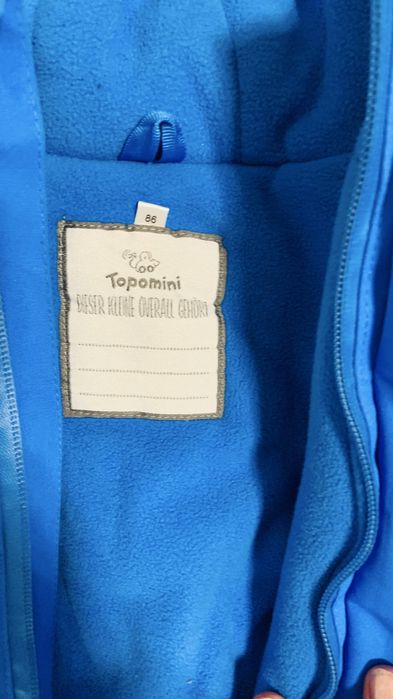 86
Topomini
DIESER KLEINE OVERALL GEHÖRT